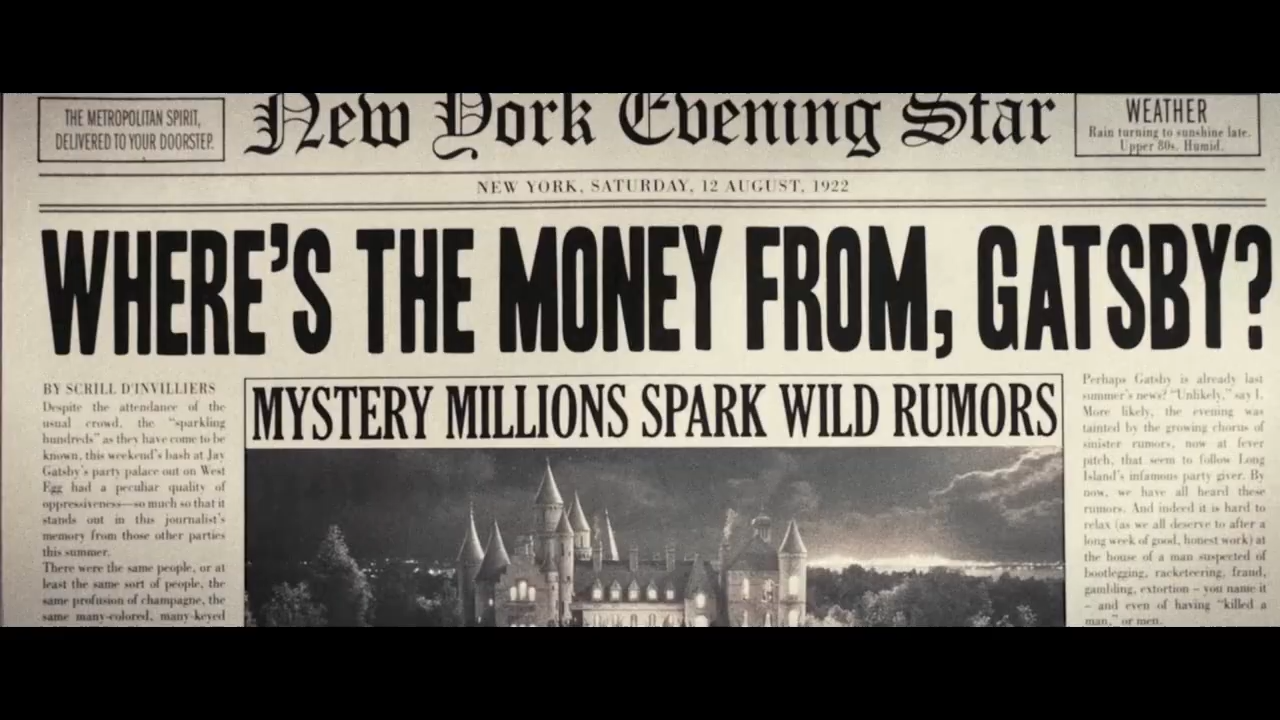 THE METROPOLITAN SPIRIT,
DELIVERED TO YOUR DOORSTEP.
New York Evening Star
WEATHER
Rain turning to sunshine late.
Upper 80s. Humid.
NEW YORK, SATURDAY, 12 AUGUST, 1922
WHERE'S THE MONEY FROM, GATSBY?
BY SCRILL D'INVILLIERS
Despite the attendance of the
usual crowd, the “sparkling
hundreds” as they have come to be
known, this weekend's bash at Jay
Gatsby's party palace out on West
Egg had a peculiar quality of
oppressiveness—so much so that it
stands out in this journalist's
memory from those other parties
this summer.
There were the same people, or at
least the same sort of people, the
same profusion of champagne, the
same many-colored, many-keyed
MYSTERY MILLIONS SPARK WILD RUMORS
Perhaps Gatsby is already last
summer's news? “Unlikely,” say I.
More likely, the evening was
tainted by the growing chorus of
sinister rumors, now at fever
pitch, that seem to follow Long
Island's infamous party giver. By
now, we have all heard these
rumors. And indeed it is hard to
relax (as we all deserve to after a
long week of good, honest work) at
the house of a man suspected of
bootlegging, racketeering, fraud,
gambling, extortion – you name it
– and even of having “killed a
man,” or men.